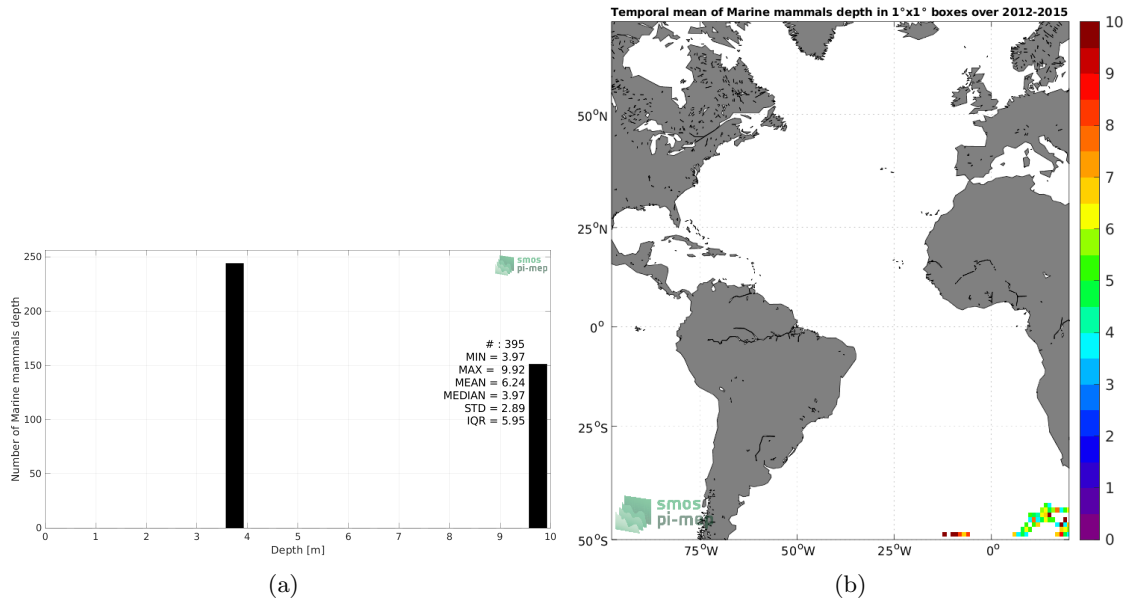 250
200
150
100
50
0
Number of Marine mammals depth
0 1 2 3 4 5 6 7 8 9 10
Depth [m]
smos
pi-mep
# : 395
MIN = 3.97
MAX = 9.92
MEAN = 6.24
MEDIAN = 3.97
STD = 2.89
IQR = 5.95
(a)
Temporal mean of Marine mammals depth in 1°x1° boxes over 2012-2015
50°N
25°N
0°
25°S
50°S
75°W 50°W 25°W 0°
smos
pi-mep
10
9
8
7
6
5
4
3
2
1
0
(b)